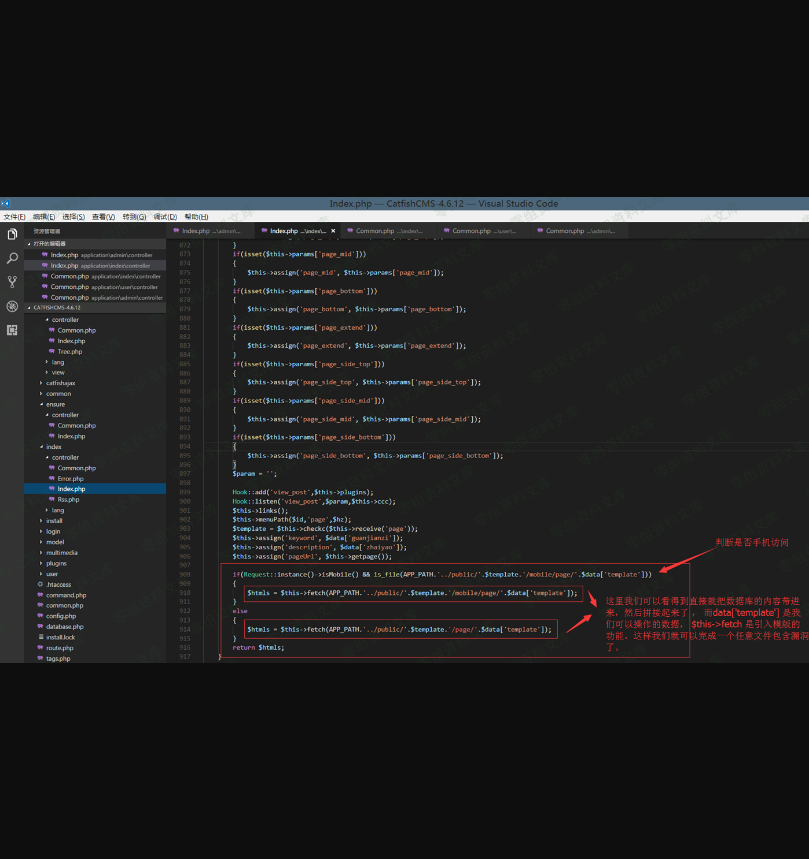 Index.php — CatfishCMS-4.6.12 — Visual Studio Code
文件(F) 编辑(E) 选择(S) 查看(V) 转到(G) 调试(D) 帮助(H)
资源管理器
打开的编辑器
Index.php application\admin\controller
Index.php application\index\controller
Common.php application\index\controller
Common.php application\user\controller
Common.php application\admin\controller
CATFISHCMS-4.6.12
controller
Common.php
Index.php
Tree.php
lang
view
catfishajax
common
ensure
controller
Common.php
Index.php
index
controller
Common.php
Error.php
Index.php
Rss.php
lang
install
login
model
multimedia
plugins
user
.htaccess
command.php
common.php
config.php
database.php
install.lock
route.php
tags.php
Index.php ...\admin\... Index.php ...\index\... × Common.php ...\index\... Common.php ...\user\... Common.php ...\admin\...
872 }
873 if(isset($this->params['page_mid']))
874 {
875 $this->assign('page_mid', $this->params['page_mid']);
876 }
877 if(isset($this->params['page_bottom']))
878 {
879 $this->assign('page_bottom', $this->params['page_bottom']);
880 }
881 if(isset($this->params['page_extend']))
882 {
883 $this->assign('page_extend', $this->params['page_extend']);
884 }
885 if(isset($this->params['page_side_top']))
886 {
887 $this->assign('page_side_top', $this->params['page_side_top']);
888 }
889 if(isset($this->params['page_side_mid']))
890 {
891 $this->assign('page_side_mid', $this->params['page_side_mid']);
892 }
893 if(isset($this->params['page_side_bottom']))
894 {
895 $this->assign('page_side_bottom', $this->params['page_side_bottom']);
896 }
897 $param = '';
898
899 Hook::add('view_post',$this->plugins);
900 Hook::listen('view_post',$param,$this->ccc);
901 $this->links();
902 $this->menuPath($id,'page',$hz);
903 $template = $this->checkc($this->receive('page'));
904 $this->assign('keyword', $data['guanjianzi']);
905 $this->assign('description', $data['zhaiyao']);
906 $this->assign('pageUrl', $this->getpage());
907
908 if(Request::instance()->isMobile() && is_file(APP_PATH.'../public/'.$template.'/mobile/page/'.$data['template']))
909 {
910 $htmls = $this->fetch(APP_PATH.'../public/'.$template.'/mobile/page/'.$data['template']);
911 }
912 else
913 {
914 $htmls = $this->fetch(APP_PATH.'../public/'.$template.'/page/'.$data['template']);
915 }
916 return $htmls;
917 }
判断是否手机访问
这里我们可以看得到直接就把数据库的内容带进
来，然后拼接起来了， 而data['template'] 是我
们可以操作的数据， $this->fetch 是引入模版的
功能。这样我们就可以完成一个任意文件包含漏洞
了。